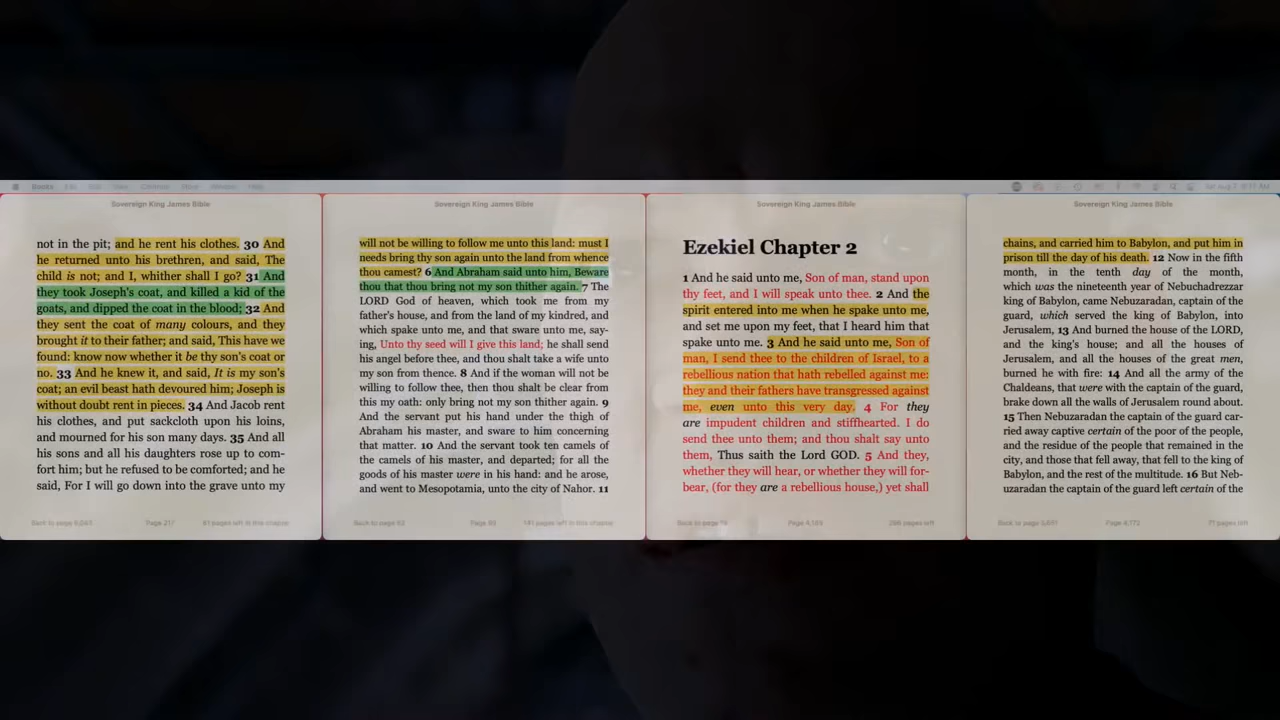 Books
Sovereign King James Bible
not in the pit; and he rent his clothes. 30 And
he returned unto his brethren, and said, The
child is not; and I, whither shall I go? 31 And
they took Joseph's coat, and killed a kid of the
goats, and dipped the coat in the blood; 32 And
they sent the coat of many colours, and they
brought it to their father; and said, This have we
found: know now whether it be thy son's coat or
no. 33 And he knew it, and said, It is my son's
coat; an evil beast hath devoured him; Joseph is
without doubt rent in pieces. 34 And Jacob rent
his clothes, and put sackcloth upon his loins,
and mourned for his son many days. 35 And all
his sons and all his daughters rose up to com-
fort him; but he refused to be comforted; and he
said, For I will go down into the grave unto my
Sovereign King James Bible
will not be willing to follow me unto this land: must I
needs bring thy son again unto the land from whence
thou camest? 6 And Abraham said unto him, Beware
thou that thou bring not my son thither again. 7 The
LORD God of heaven, which took me from my
father's house, and from the land of my kindred, and
which spake unto me, and that sware unto me, say-
ing, Unto thy seed will I give this land; he shall send
his angel before thee, and thou shalt take a wife unto
my son from thence. 8 And if the woman will not be
willing to follow thee, then thou shalt be clear from
this my oath: only bring not my son thither again. 9
And the servant put his hand under the thigh of
Abraham his master, and sware to him concerning
that matter. 10 And the servant took ten camels of
the camels of his master, and departed; for all the
goods of his master were in his hand: and he arose,
and went to Mesopotamia, unto the city of Nahor. 11
Sovereign King James Bible
Ezekiel Chapter 2
1 And he said unto me, Son of man, stand upon
thy feet, and I will speak unto thee. 2 And the
spirit entered into me when he spake unto me,
and set me upon my feet, that I heard him that
spake unto me. 3 And he said unto me, Son of
man, I send thee to the children of Israel, to a
rebellious nation that hath rebelled against me:
they and their fathers have transgressed against
me, even unto this very day. 4 For they
are impudent children and stiffhearted. I do
send thee unto them; and thou shalt say unto
them, Thus saith the Lord GOD. 5 And they,
whether they will hear, or whether they will for-
bear, (for they are a rebellious house,) yet shall
Page 4,169
Sovereign King James Bible
chains, and carried him to Babylon, and put him in
prison till the day of his death. 12 Now in the fifth
month, in the tenth day of the month,
which was the nineteenth year of Nebuchadrezzar
king of Babylon, came Nebuzaradan, captain of the
guard, which served the king of Babylon, into
Jerusalem, 13 And burned the house of the LORD,
and the king's house; and all the houses of
Jerusalem, and all the houses of the great men,
burned he with fire: 14 And all the army of the
Chaldeans, that were with the captain of the guard,
brake down all the walls of Jerusalem round about.
15 Then Nebuzaradan the captain of the guard car-
ried away captive certain of the poor of the people,
and the residue of the people that remained in the
city, and those that fell away, that fell to the king of
Babylon, and the rest of the multitude. 16 But Neb-
uzaradan the captain of the guard left certain of the